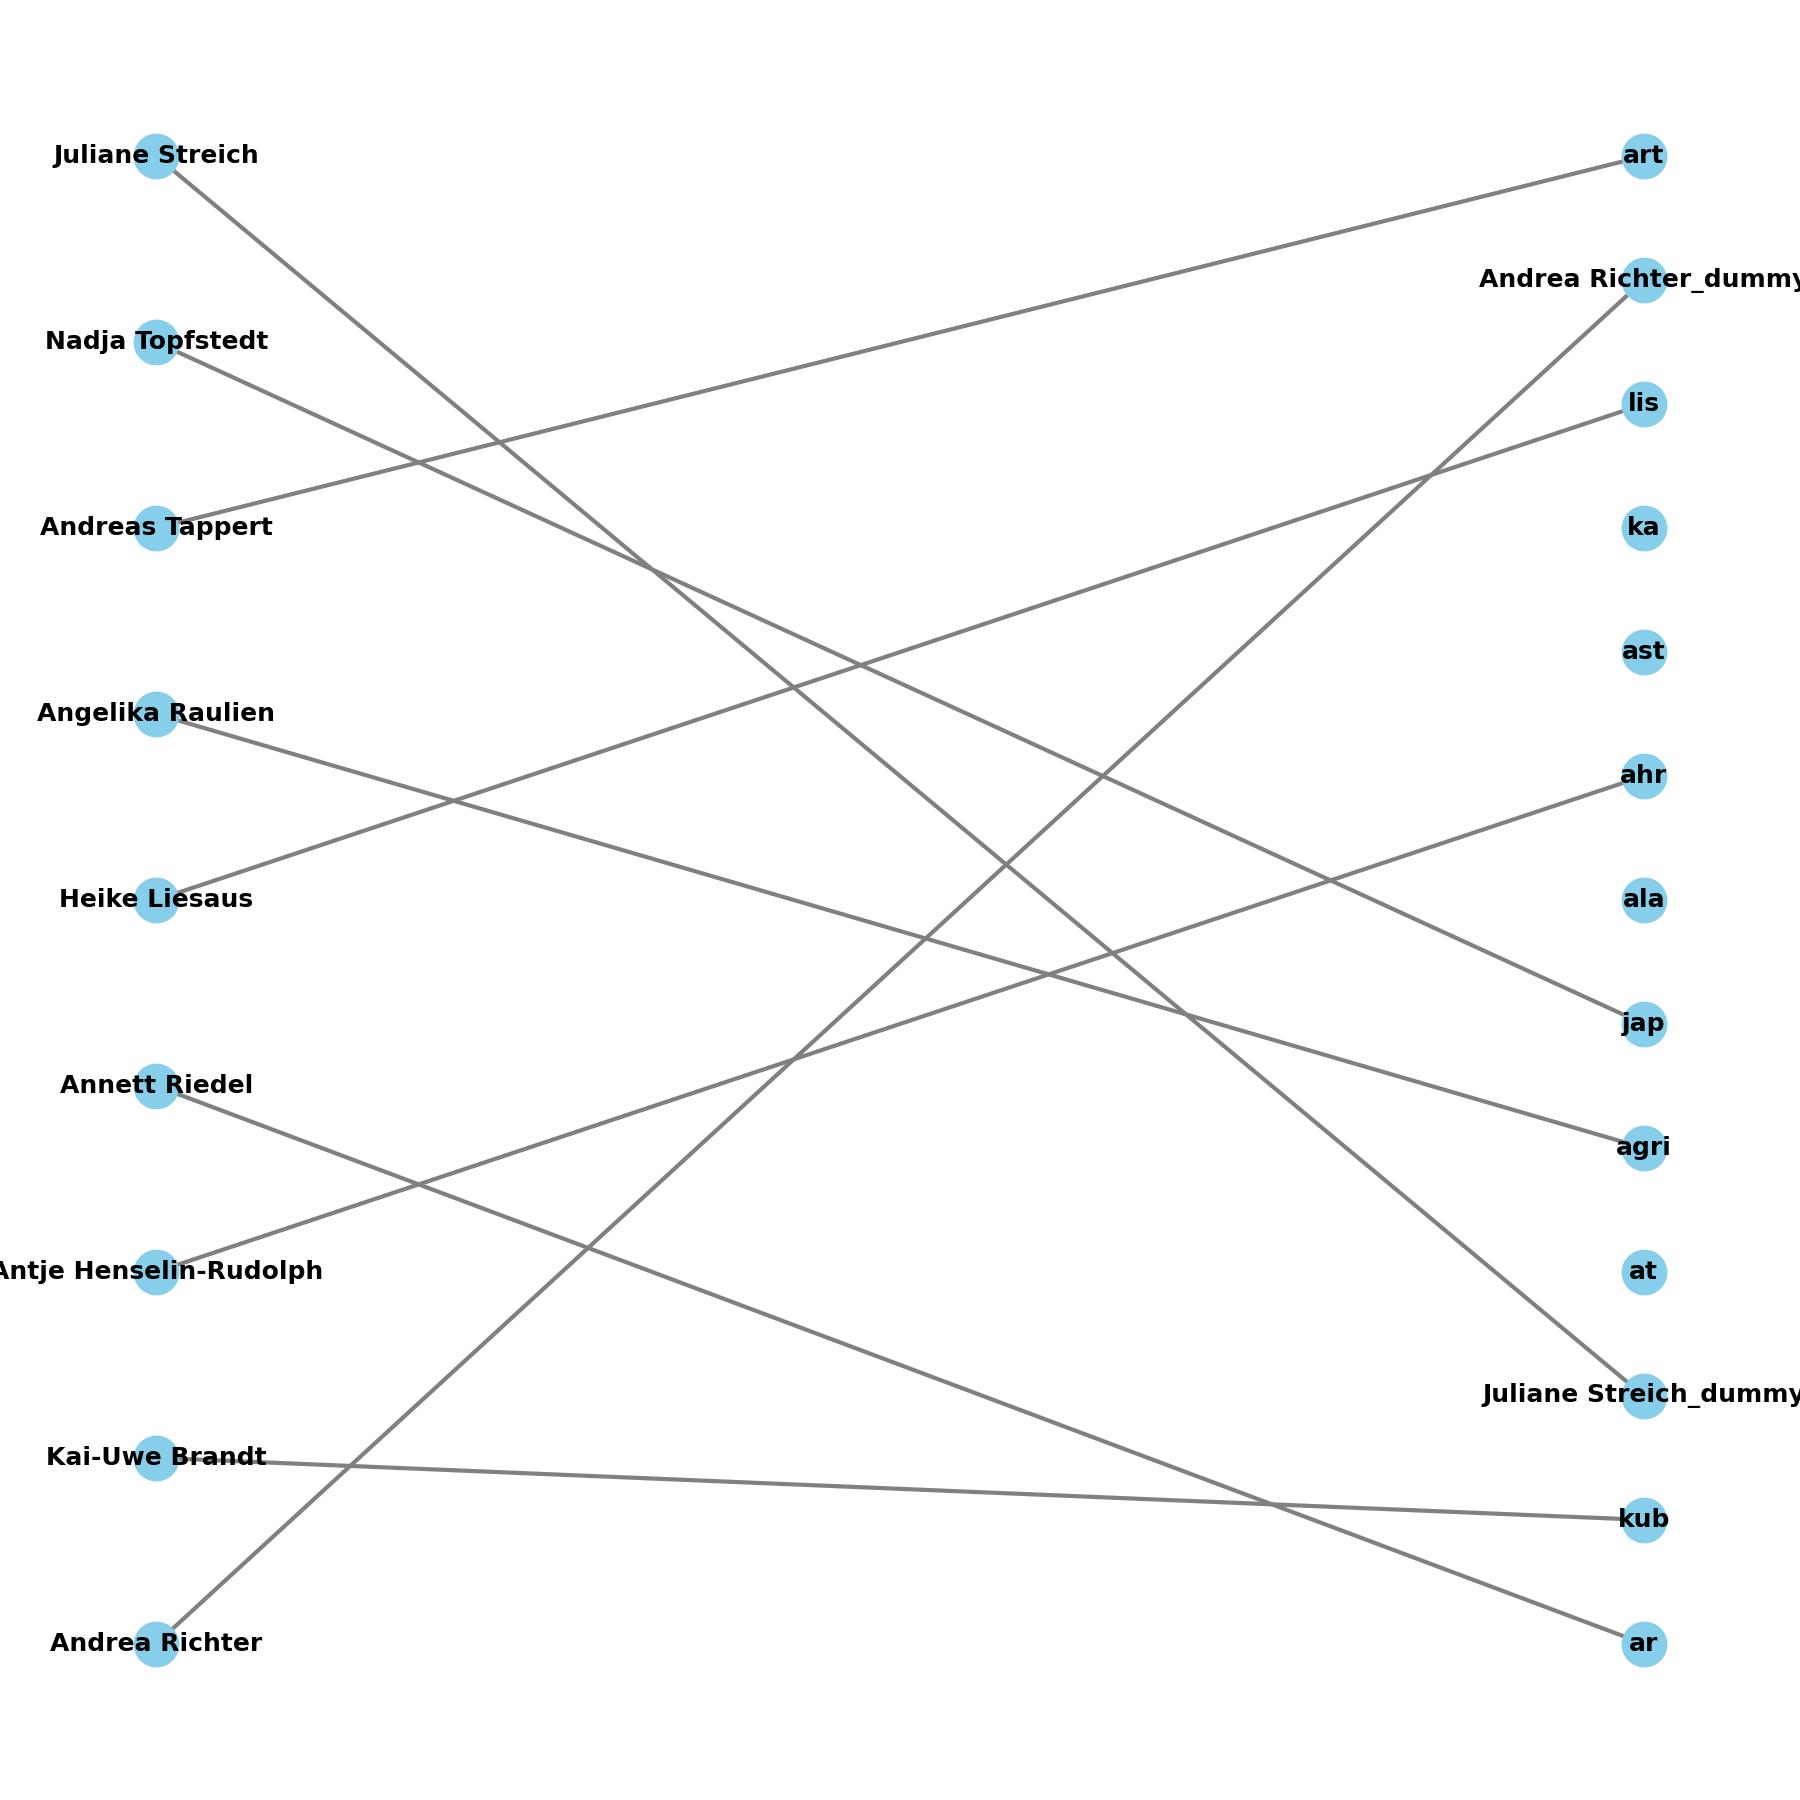 Juliane Streich
Nadja Topfstedt
Andreas Tappert
Angelika Raulien
Heike Liesaus
Annett Riedel
Antje Henselin-Rudolph
Kai-Uwe Brandt
Andrea Richter
art
Andrea Richter_dummy
lis
ka
ast
ahr
ala
jap
agri
at
Juliane Streich_dummy
kub
ar